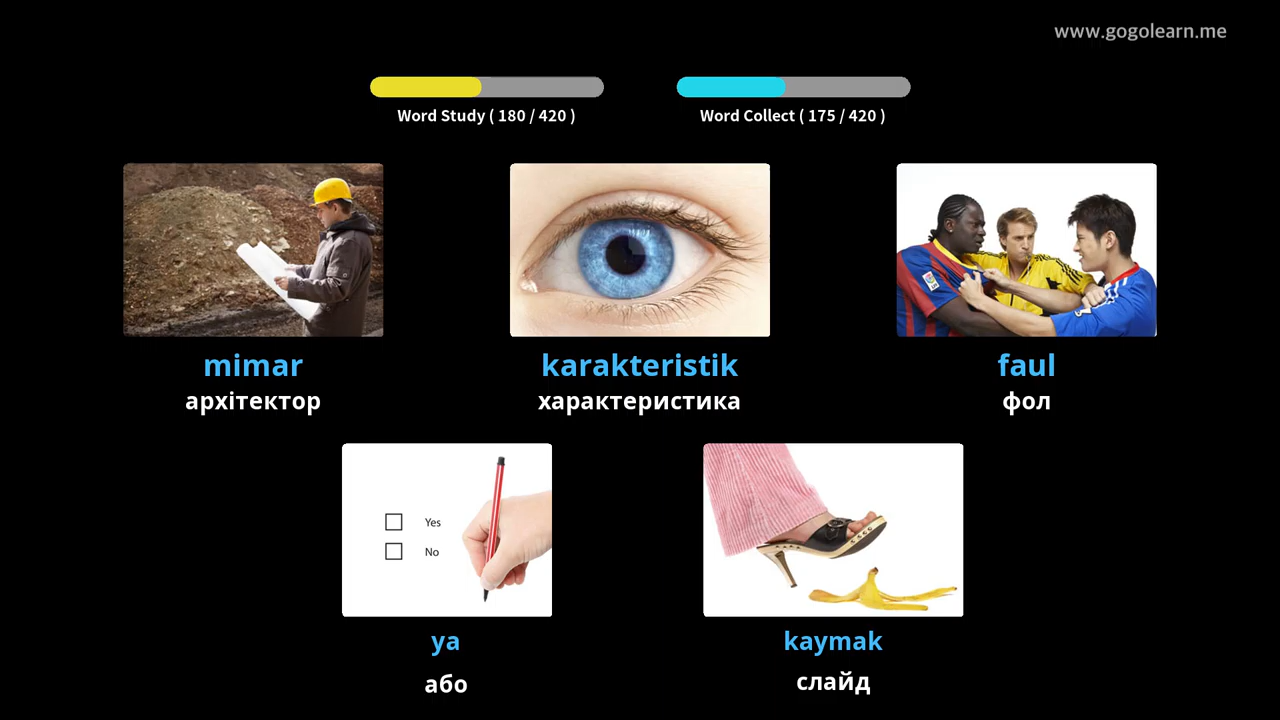 www.gogolearn.me
Word Study ( 180 / 420 )
Word Collect ( 175 / 420 )
mimar
архітектор
karakteristik
характеристика
faul
фол
Yes
No
ya
або
kaymak
слайд